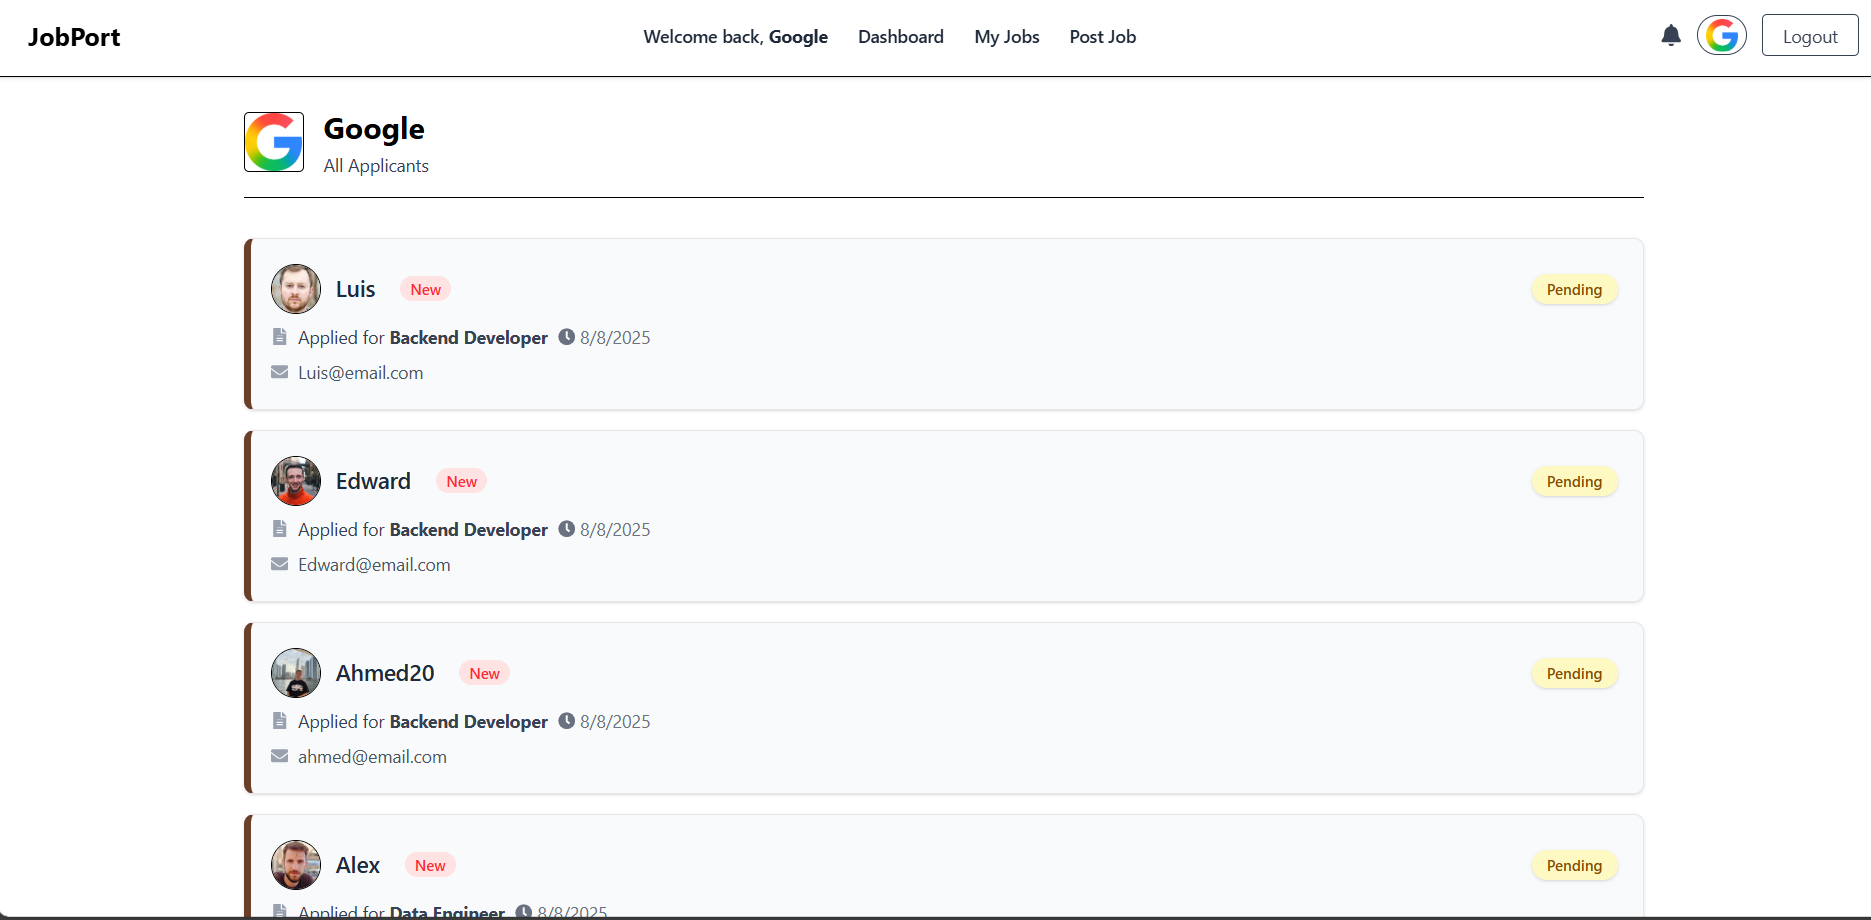 JobPort
Welcome back, Google
Dashboard
My Jobs
Post Job
Logout
Google
All Applicants
Luis
New
Pending
Applied for Backend Developer 8/8/2025
Luis@email.com
Edward
New
Pending
Applied for Backend Developer 8/8/2025
Edward@email.com
Ahmed20
New
Pending
Applied for Backend Developer 8/8/2025
ahmed@email.com
Alex
New
Pending
Applied for Data Engineer 8/8/2025